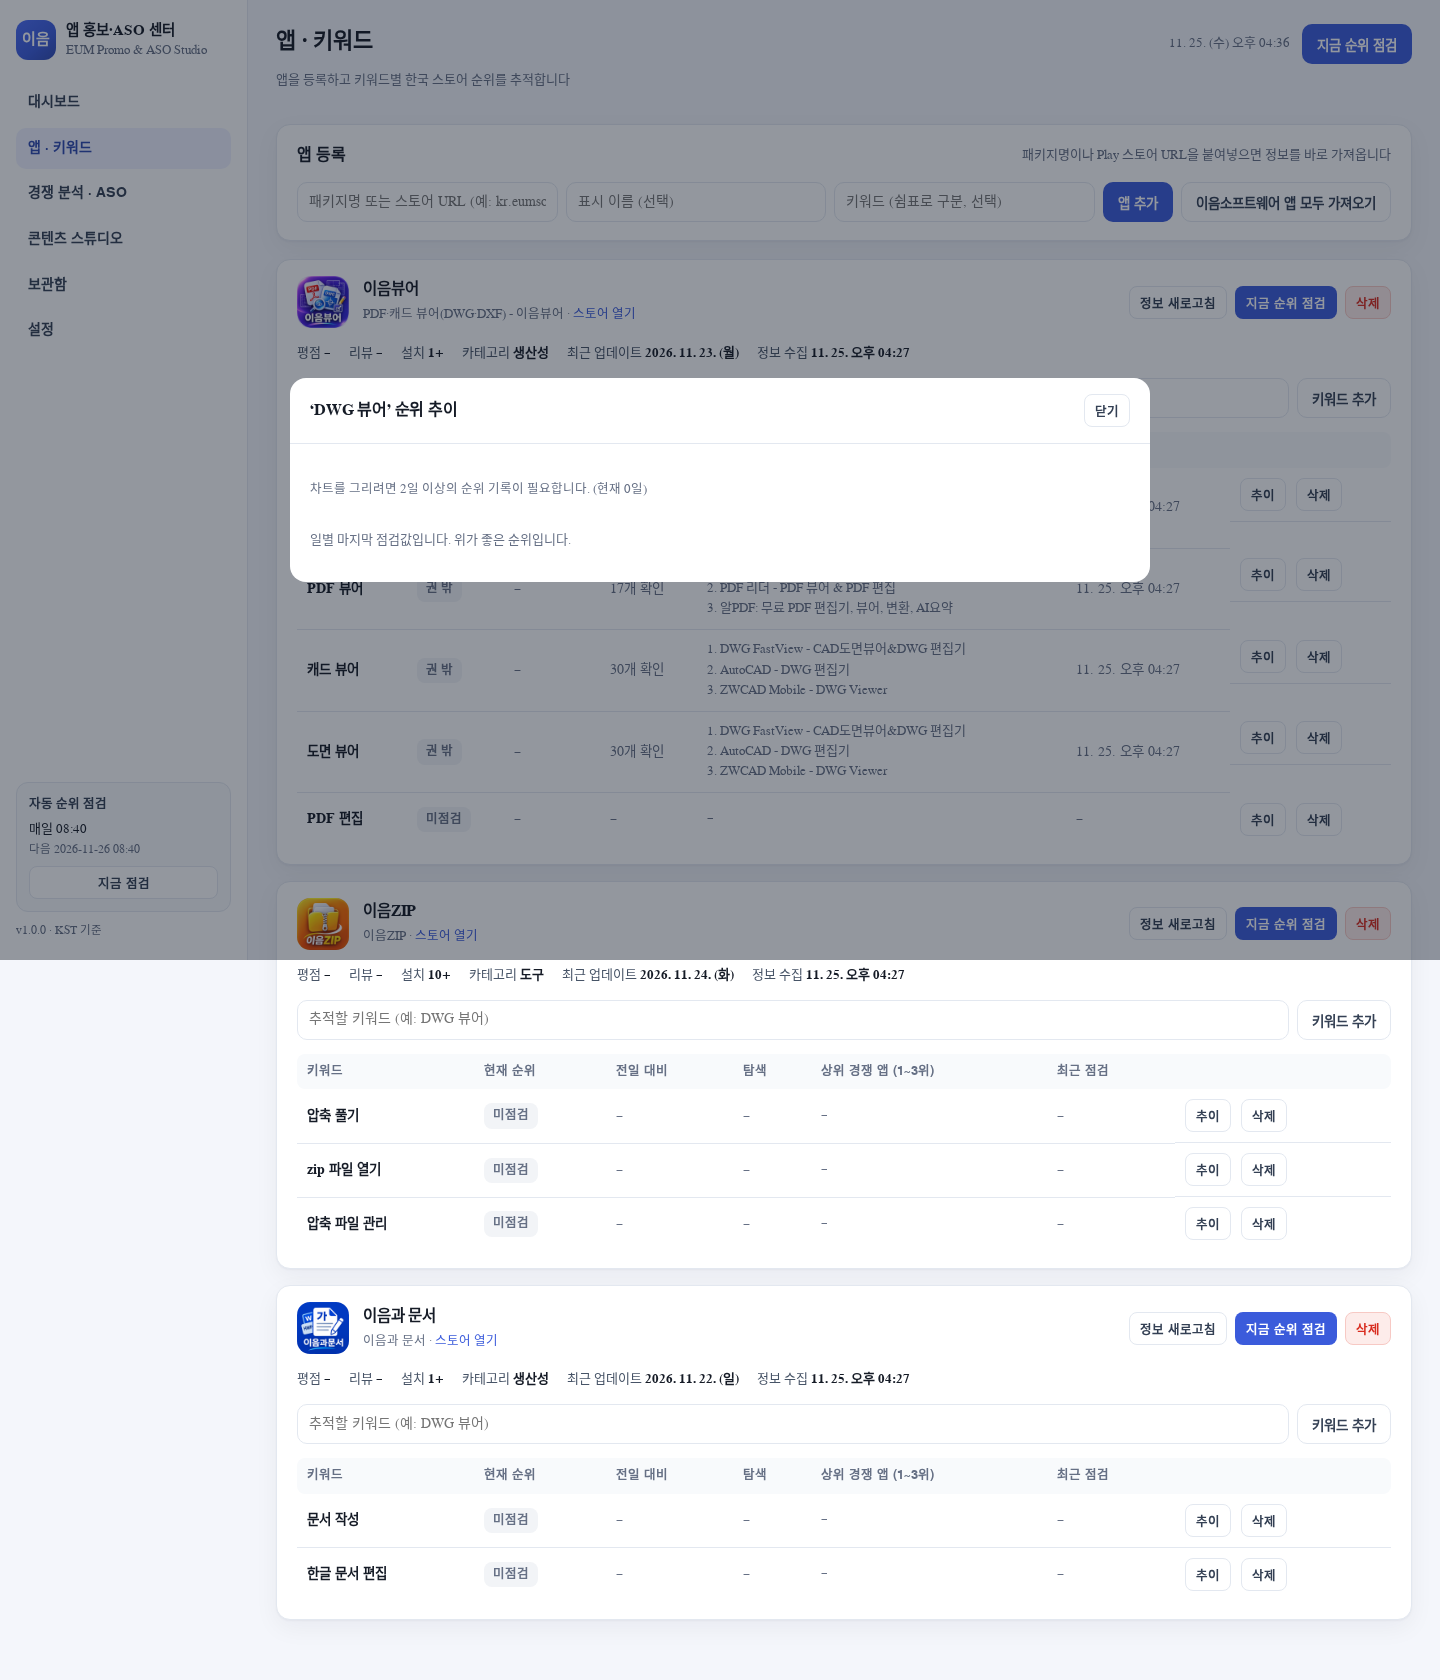 이음
앱 홍보·ASO 센터
EUM Promo & ASO Studio
대시보드
앱 · 키워드
경쟁 분석 · ASO
콘텐츠 스튜디오
보관함
설정
자동 순위 점검
매일 08:40
다음 2026-11-26 08:40
지금 점검
v1.0.0 · KST 기준
앱 · 키워드
앱을 등록하고 키워드별 한국 스토어 순위를 추적합니다
11. 25. (수) 오후 04:36
지금 순위 점검
앱 등록
패키지명이나 Play 스토어 URL을 붙여넣으면 정보를 바로 가져옵니다
패키지명 또는 스토어 URL (예: kr.eumsc
표시 이름 (선택)
키워드 (쉼표로 구분, 선택)
앱 추가
이음소프트웨어 앱 모두 가져오기
이음뷰어
이음뷰어
PDF·캐드 뷰어(DWG·DXF) - 이음뷰어 · 스토어 열기
정보 새로고침
지금 순위 점검
삭제
평점 – 리뷰 – 설치 1+ 카테고리 생산성 최근 업데이트 2026. 11. 23. (월) 정보 수집 11. 25. 오후 04:27
키워드 추가
‘DWG 뷰어’ 순위 추이
닫기
차트를 그리려면 2일 이상의 순위 기록이 필요합니다. (현재 0일)
일별 마지막 점검값입니다. 위가 좋은 순위입니다.
04:27 추이 삭제
PDF 뷰어 권 밖 – 17개 확인
2. PDF 리더 - PDF 뷰어 & PDF 편집
3. 알PDF: 무료 PDF 편집기, 뷰어, 변환, AI요약
11. 25. 오후 04:27 추이 삭제
캐드 뷰어 권 밖 – 30개 확인
1. DWG FastView - CAD도면뷰어&DWG 편집기
2. AutoCAD - DWG 편집기
3. ZWCAD Mobile - DWG Viewer
11. 25. 오후 04:27 추이 삭제
도면 뷰어 권 밖 – 30개 확인
1. DWG FastView - CAD도면뷰어&DWG 편집기
2. AutoCAD - DWG 편집기
3. ZWCAD Mobile - DWG Viewer
11. 25. 오후 04:27 추이 삭제
PDF 편집 미점검 – – – – 추이 삭제
이음ZIP
이음ZIP
이음ZIP · 스토어 열기
정보 새로고침
지금 순위 점검
삭제
평점 – 리뷰 – 설치 10+ 카테고리 도구 최근 업데이트 2026. 11. 24. (화) 정보 수집 11. 25. 오후 04:27
추적할 키워드 (예: DWG 뷰어)
키워드 추가
키워드 현재 순위 전일 대비 탐색 상위 경쟁 앱 (1~3위) 최근 점검
압축 풀기 미점검 – – – – 추이 삭제
zip 파일 열기 미점검 – – – – 추이 삭제
압축 파일 관리 미점검 – – – – 추이 삭제
가
이음과문서
이음과 문서
이음과 문서 · 스토어 열기
정보 새로고침
지금 순위 점검
삭제
평점 – 리뷰 – 설치 1+ 카테고리 생산성 최근 업데이트 2026. 11. 22. (일) 정보 수집 11. 25. 오후 04:27
추적할 키워드 (예: DWG 뷰어)
키워드 추가
키워드 현재 순위 전일 대비 탐색 상위 경쟁 앱 (1~3위) 최근 점검
문서 작성 미점검 – – – – 추이 삭제
한글 문서 편집 미점검 – – – – 추이 삭제